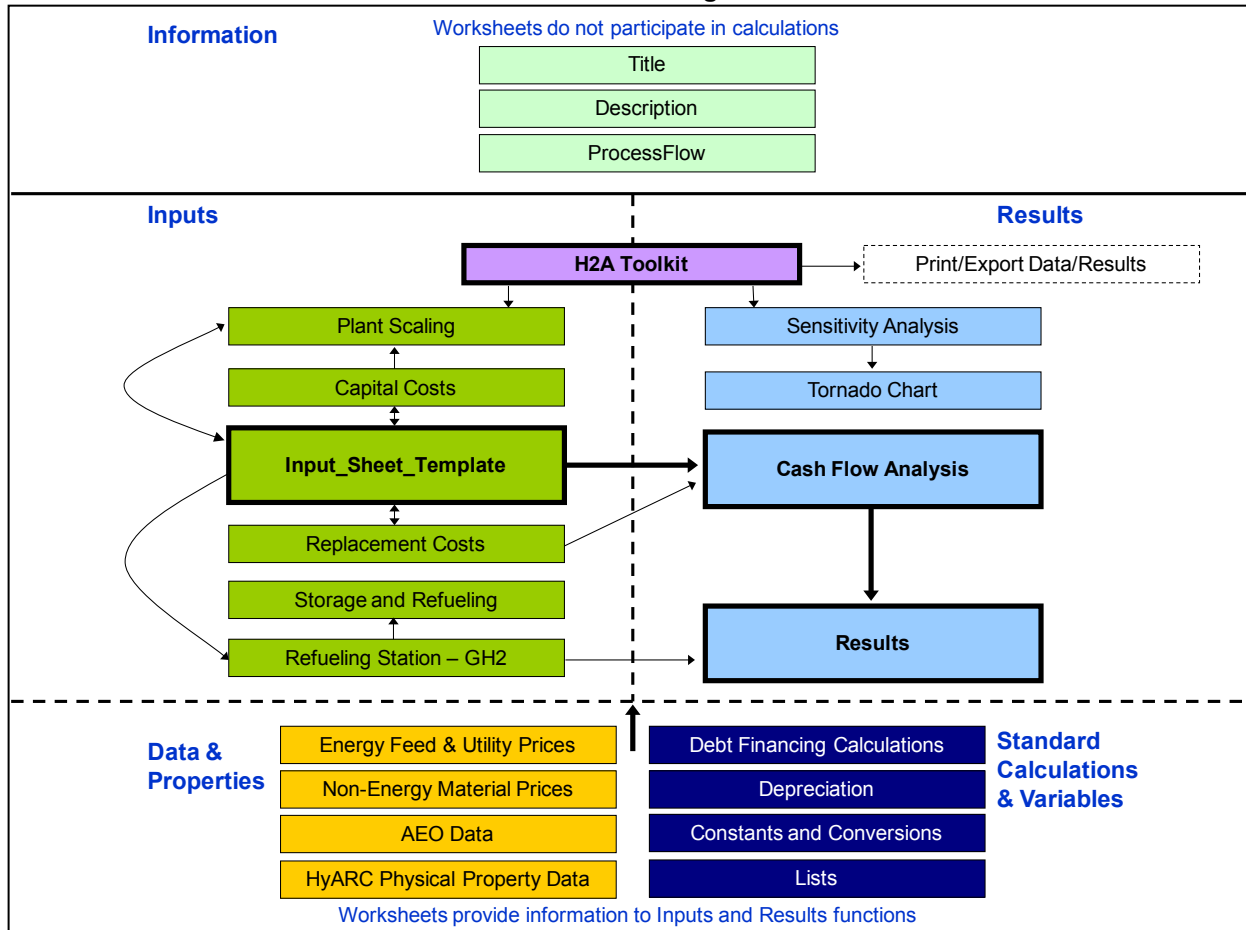 Information
Worksheets do not participate in calculations
Title
Description
ProcessFlow
Inputs
Results
H2A Toolkit
Print/Export Data/Results
Plant Scaling
Sensitivity Analysis
Capital Costs
Tornado Chart
Input_Sheet_Template
Cash Flow Analysis
Replacement Costs
Storage and Refueling
Refueling Station – GH2
Results
Data &
Properties
Energy Feed & Utility Prices
Non-Energy Material Prices
AEO Data
HyARC Physical Property Data
Debt Financing Calculations
Depreciation
Constants and Conversions
Lists
Standard
Calculations
& Variables
Worksheets provide information to Inputs and Results functions